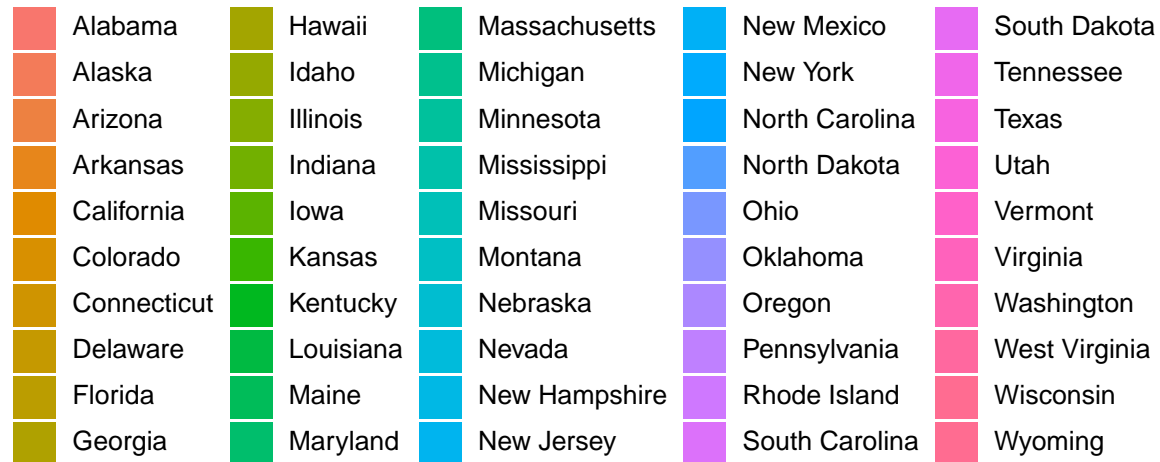 Alabama
Alaska
Arizona
Arkansas
California
Colorado
Connecticut
Delaware
Florida
Georgia
Hawaii
Idaho
Illinois
Indiana
Iowa
Kansas
Kentucky
Louisiana
Maine
Maryland
Massachusetts
Michigan
Minnesota
Mississippi
Missouri
Montana
Nebraska
Nevada
New Hampshire
New Jersey
New Mexico
New York
North Carolina
North Dakota
Ohio
Oklahoma
Oregon
Pennsylvania
Rhode Island
South Carolina
South Dakota
Tennessee
Texas
Utah
Vermont
Virginia
Washington
West Virginia
Wisconsin
Wyoming